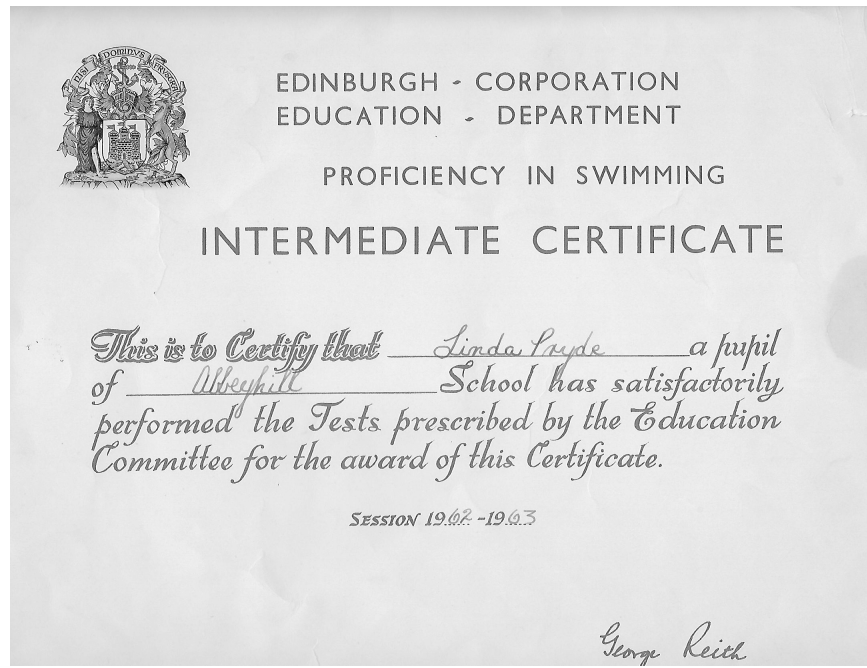 NISI DOMINUS FRUSTRA
EDINBURGH - CORPORATION
EDUCATION - DEPARTMENT
PROFICIENCY IN SWIMMING
INTERMEDIATE CERTIFICATE
This is to Certify that Linda Pryde a pupil
of Abbeyhill School has satisfactorily
performed the Tests prescribed by the Education
Committee for the award of this Certificate.
SESSION 1962-1963
George Reith